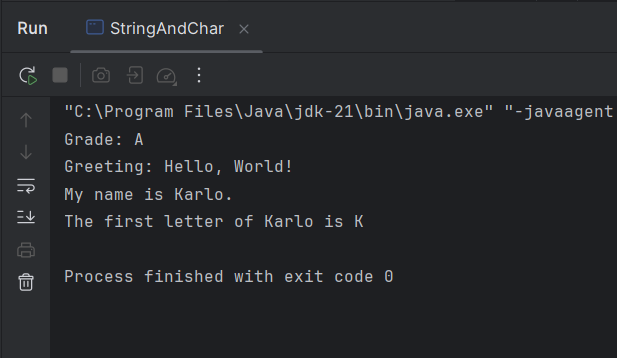 Run
StringAndChar
"C:\Program Files\Java\jdk-21\bin\java.exe" "-javaagent
Grade: A
Greeting: Hello, World!
My name is Karlo.
The first letter of Karlo is K
Process finished with exit code 0